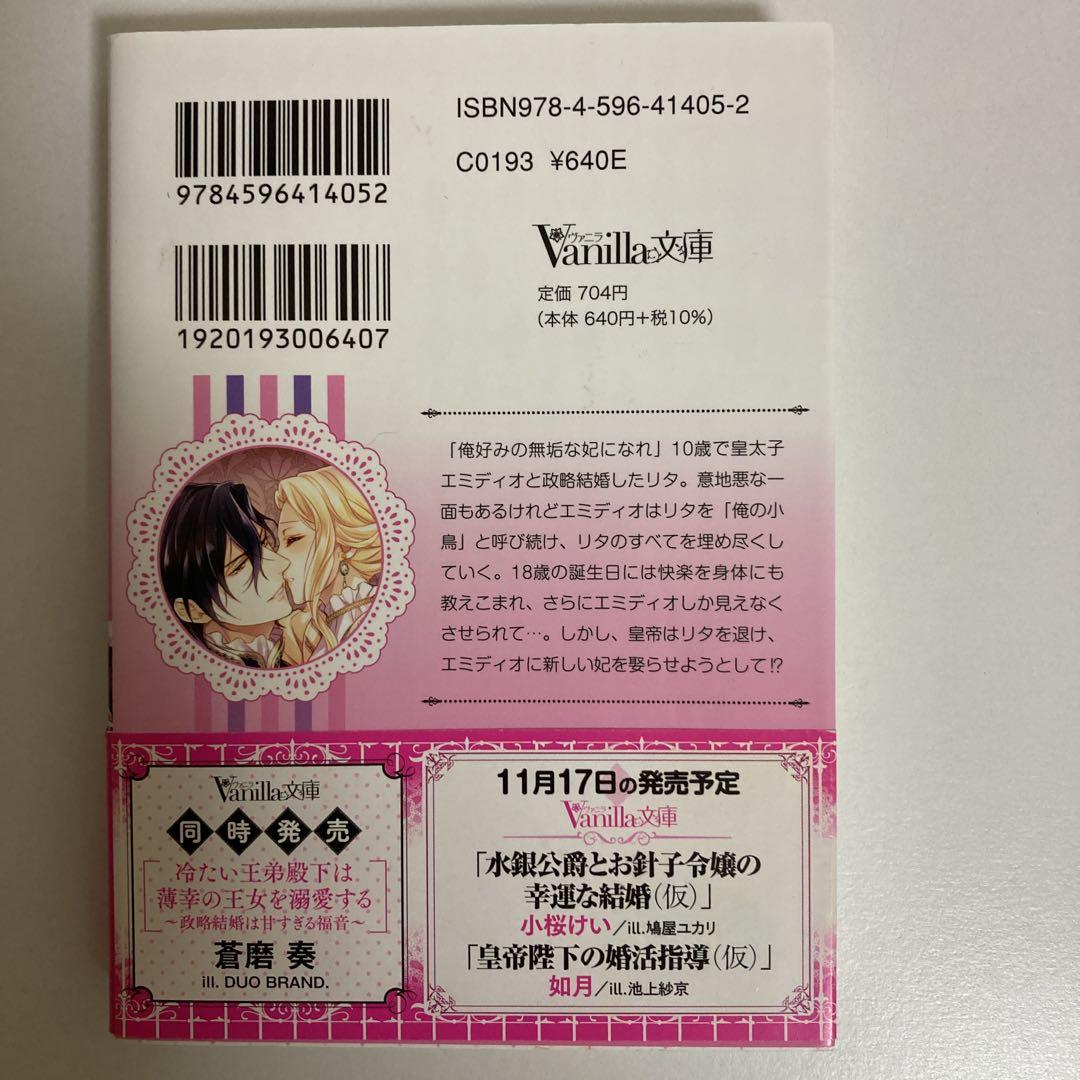 ISBN978-4-596-41405-2
C0193 ¥640E
9784596414052
1920193006407
ヴァニラ
Vanilla文庫
定価 704円
(本体 640円+税10%)
「俺好みの無垢な妃になれ」10歳で皇太子
エミディオと政略結婚したリタ。意地悪な一
面もあるけれどエミディオはリタを「俺の小
鳥」と呼び続け、リタのすべてを埋め尽くし
ていく。18歳の誕生日には快楽を身体にも
教えこまれ、さらにエミディオしか見えなく
させられて…。しかし、皇帝はリタを退け、
エミディオに新しい妃を娶らせようとして!?
ヴァニラ
Vanilla文庫
同時発売
冷たい王弟殿下は
薄幸の王女を溺愛する
～政略結婚は甘すぎる福音～
蒼磨 奏
ill. DUO BRAND.
11月17日の発売予定
ヴァニラ
Vanilla文庫
「水銀公爵とお針子令嬢の
幸運な結婚(仮)」
小桜けい/ill.鳩屋ユカリ
「皇帝陛下の婚活指導(仮)」
如月/ill.池上紗京